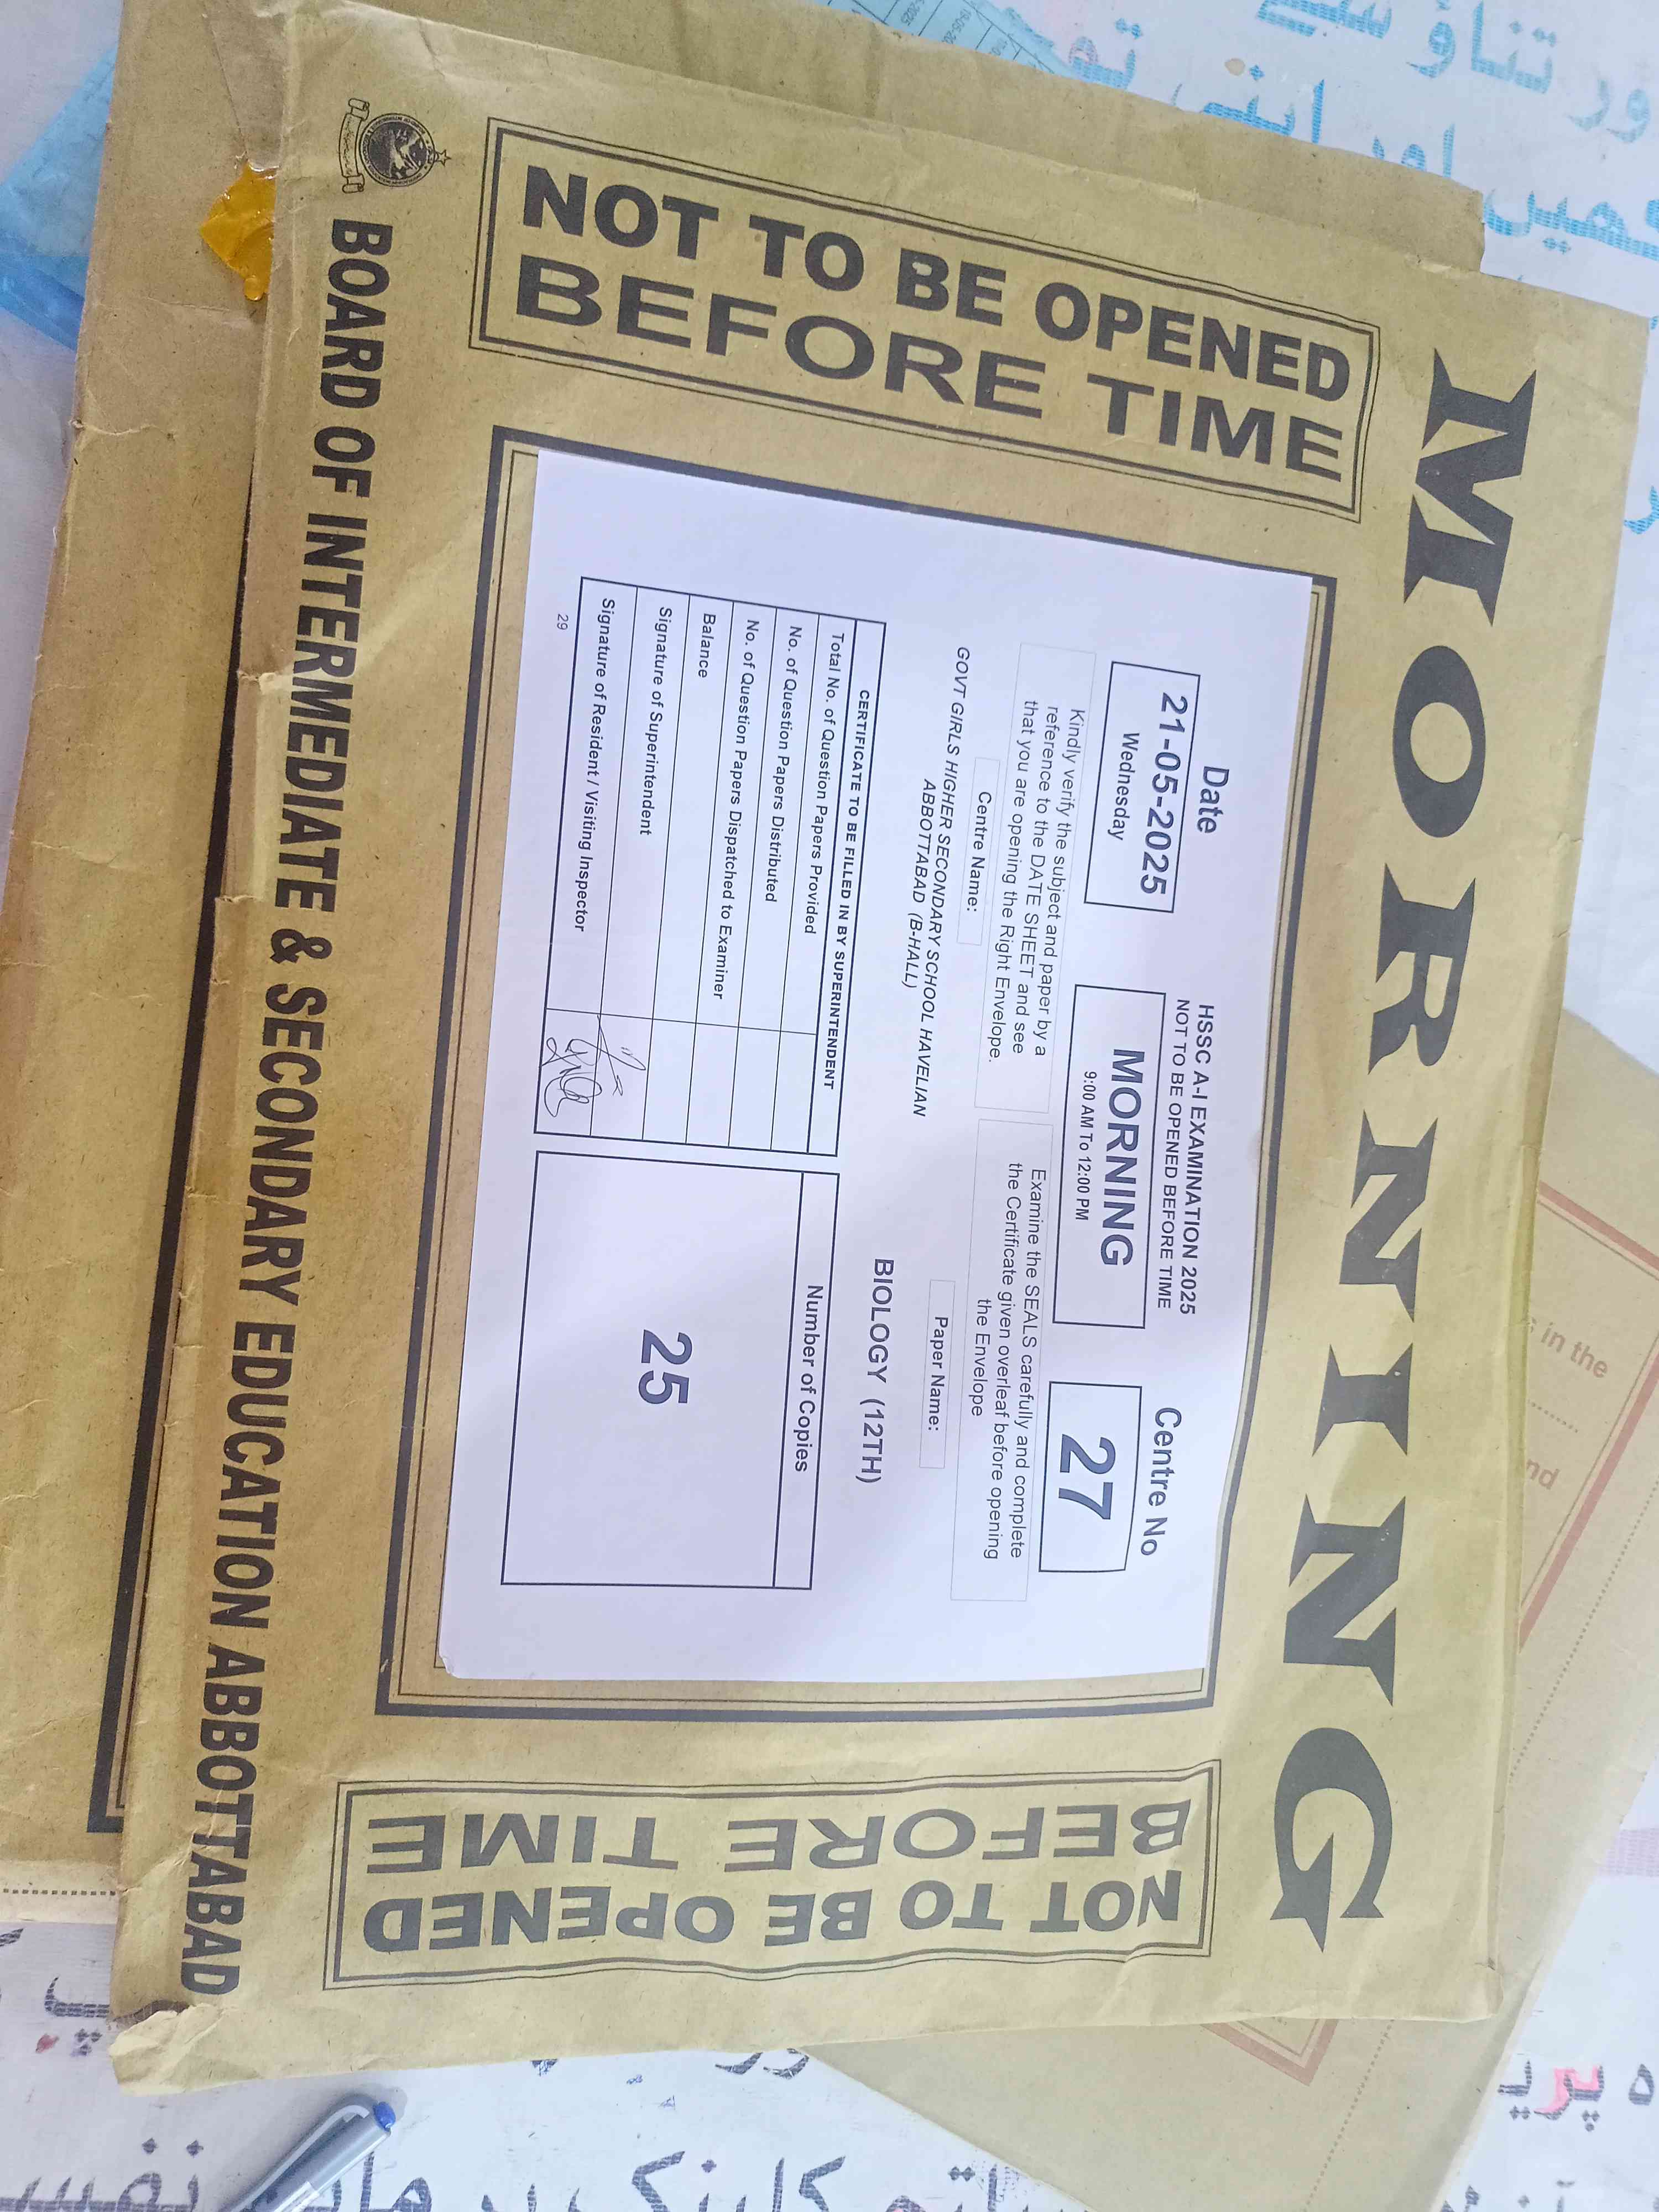 MORNING
NOT TO BE OPENED
BEFORE TIME
Date
21-05-2025
Wednesday
HSSC A-I EXAMINATION 2025
NOT TO BE OPENED BEFORE TIME
MORNING
9:00 AM To 12:00 PM
Centre No
27
Kindly verify the subject and paper by a
reference to the DATE SHEET and see
that you are opening the Right Envelope.
Examine the SEALS carefully and complete
the Certificate given overleaf before opening
the Envelope
Centre Name:
GOVT GIRLS HIGHER SECONDARY SCHOOL HAVELIAN
ABBOTTABAD (B-HALL)
Paper Name:
BIOLOGY (12TH)
CERTIFICATE TO BE FILLED IN BY SUPERINTENDENT
Total No. of Question Papers Provided
No. of Question Papers Distributed
No. of Question Papers Dispatched to Examiner
Balance
Signature of Superintendent
Signature of Resident / Visiting Inspector
Number of Copies
25
29
NOT TO BE OPENED
BEFORE TIME
BOARD OF INTERMEDIATE & SECONDARY EDUCATION ABBOTTABAD
in the